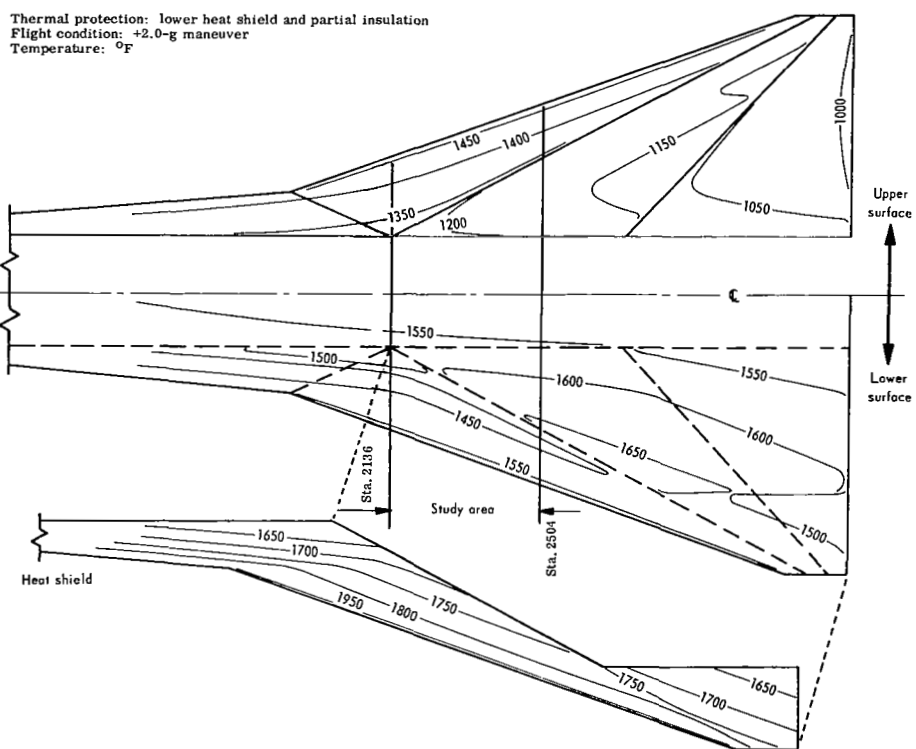 Thermal protection: lower heat shield and partial insulation
Flight condition: +2.0-g maneuver
Temperature: °F
1450
1400
1350
1200
1150
1050
1000
Upper
surface
℄
Lower
surface
1550
1500
1450
1550
1600
1650
1550
1600
1500
Sta. 2136
Study area
Sta. 2504
Heat shield
1650
1700
1750
1800
1950
1750
1700
1650